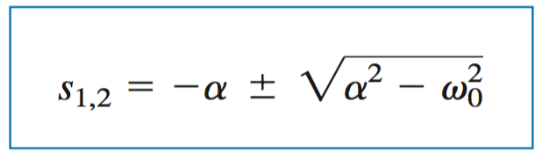 s₁,₂ = −α ± √(α² − ω₀²)